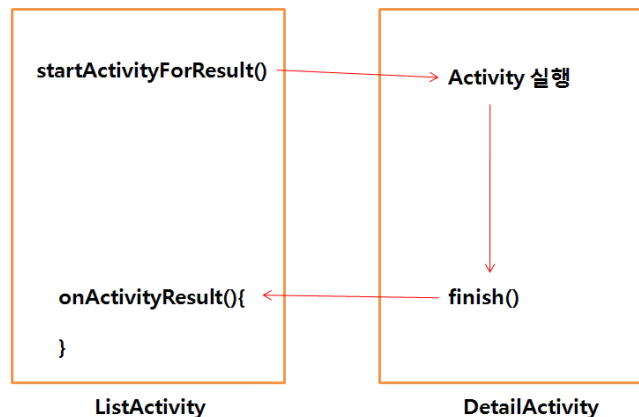 startActivityForResult()
Activity 실행
onActivityResult(){
finish()
}
ListActivity
DetailActivity